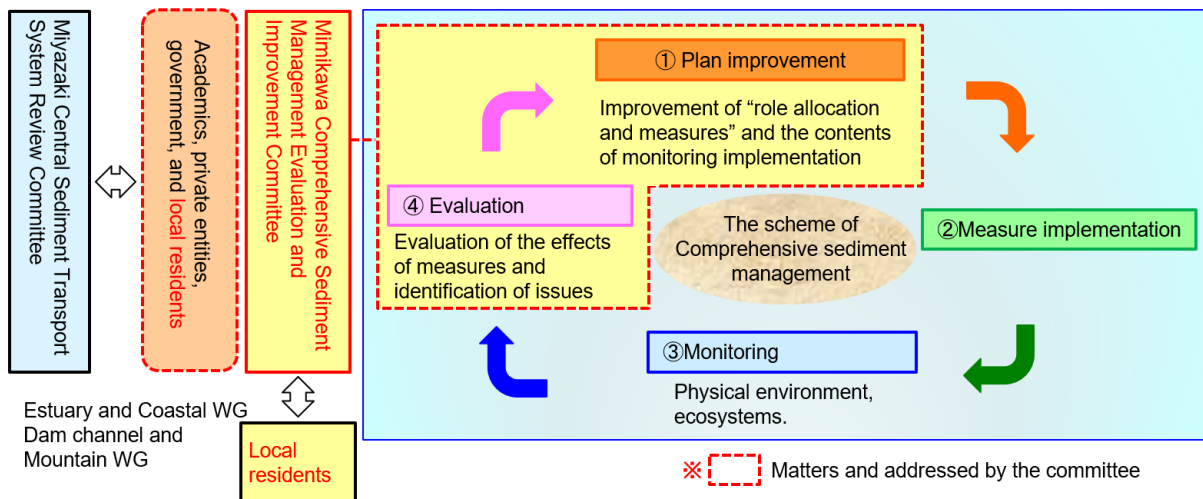 Miyazaki Central Sediment Transport
System Review Committee
Academics, private entities,
government, and local residents
Mimikawa Comprehensive Sediment
Management Evaluation and
Improvement Committee
① Plan improvement
Improvement of “role allocation
and measures” and the contents
of monitoring implementation
④ Evaluation
Evaluation of the effects
of measures and
identification of issues
The scheme of
Comprehensive sediment
management
②Measure implementation
③Monitoring
Physical environment,
ecosystems.
Estuary and Coastal WG
Dam channel and
Mountain WG
Local
residents
※ Matters and addressed by the committee